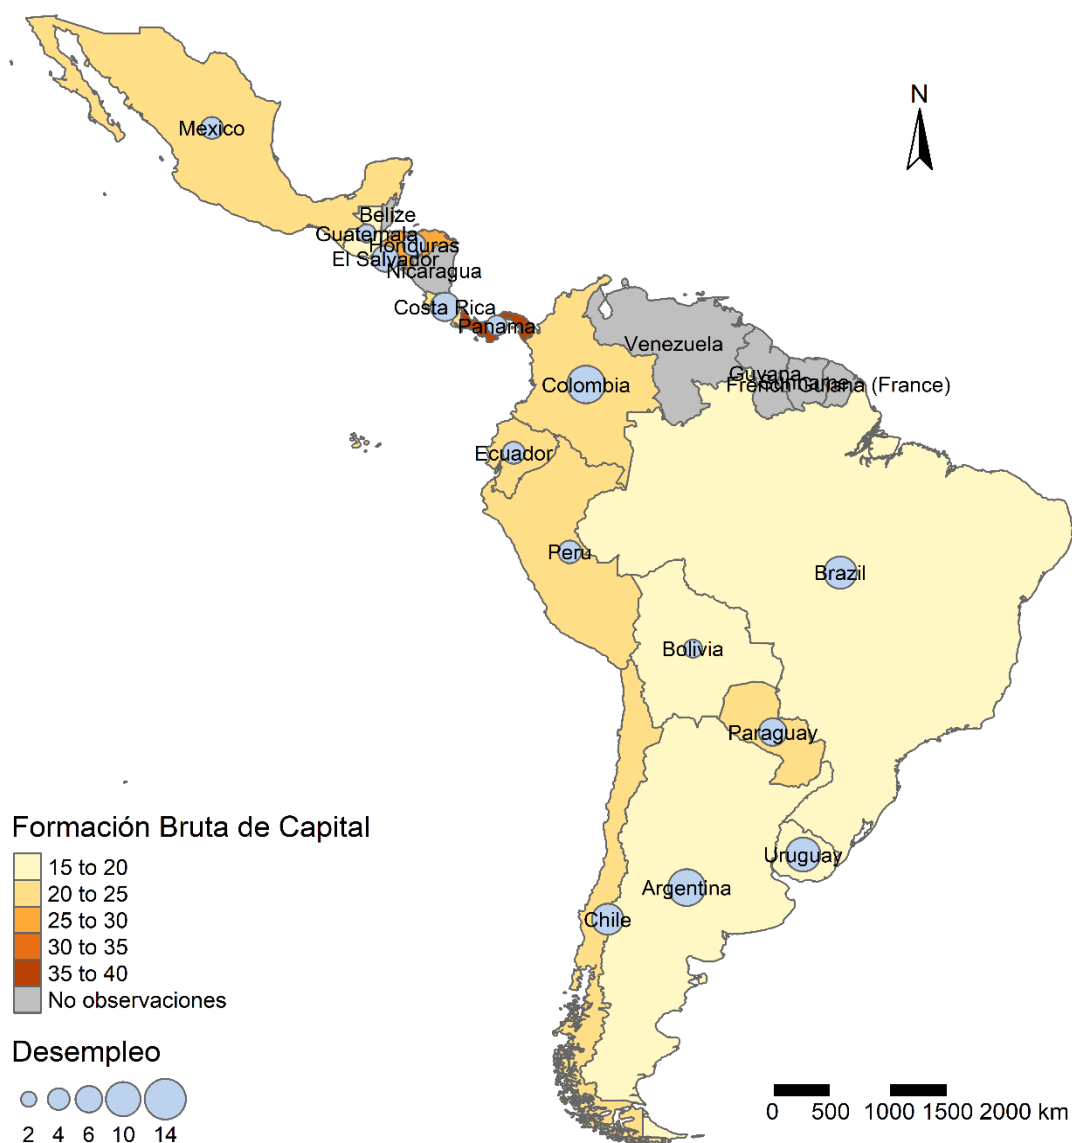 N
Mexico
Belize
Guatemala
Honduras
El Salvador
Nicaragua
Costa Rica
Panama
Venezuela
Guyana
Suriname
French Guiana (France)
Colombia
Ecuador
Peru
Brazil
Bolivia
Paraguay
Uruguay
Argentina
Chile
Formación Bruta de Capital
15 to 20
20 to 25
25 to 30
30 to 35
35 to 40
No observaciones
Desempleo
2 4 6 10 14
0 500 1000 1500 2000 km